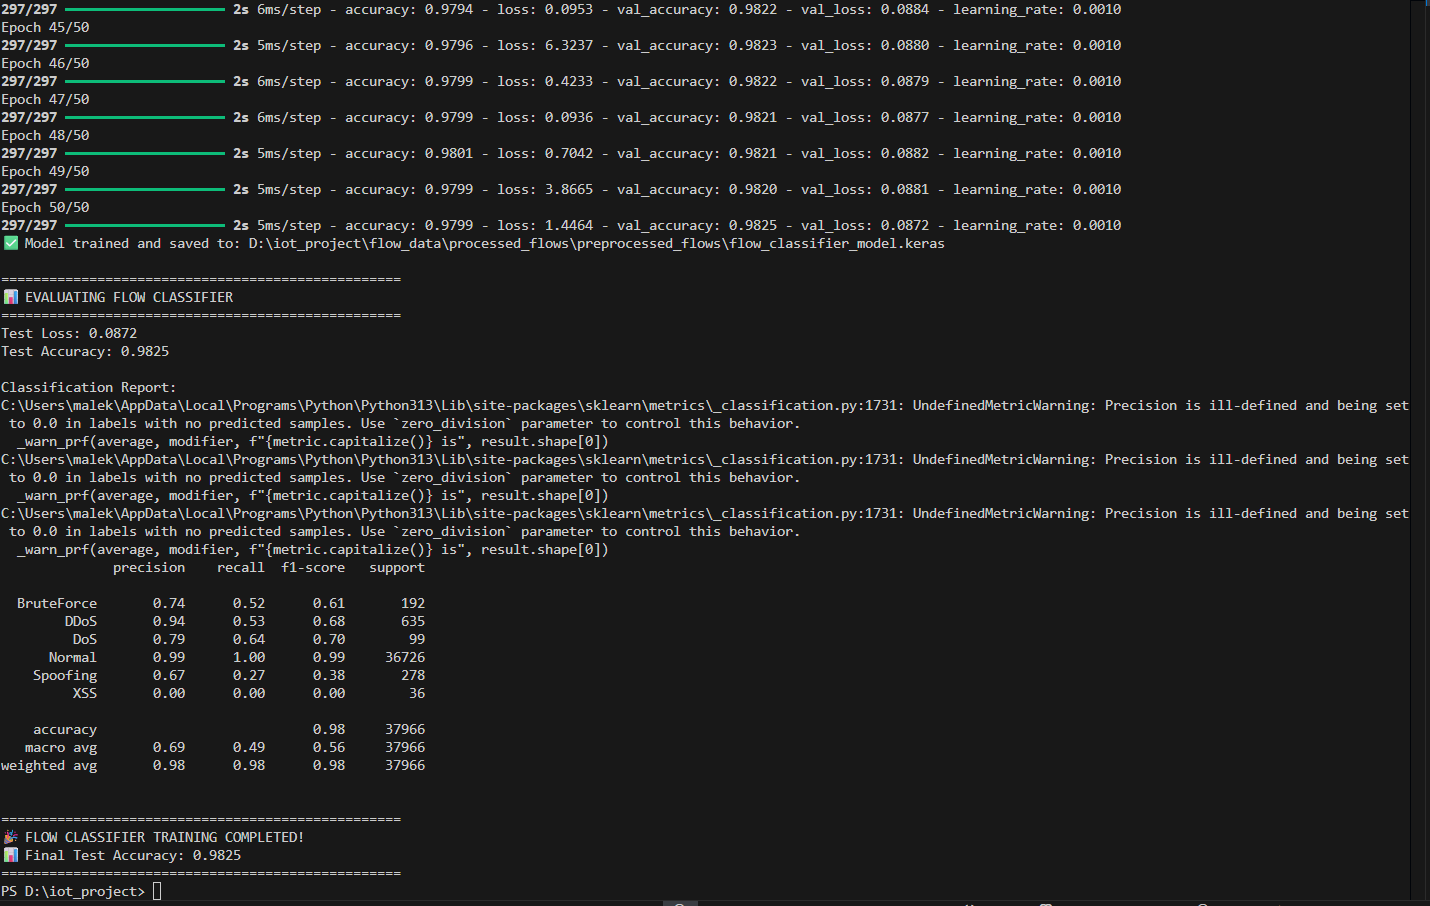 297/297 ━━━━━━━━━━━━━━━━━━━━ 2s 6ms/step - accuracy: 0.9794 - loss: 0.0953 - val_accuracy: 0.9822 - val_loss: 0.0884 - learning_rate: 0.0010
Epoch 45/50
297/297 ━━━━━━━━━━━━━━━━━━━━ 2s 5ms/step - accuracy: 0.9796 - loss: 6.3237 - val_accuracy: 0.9823 - val_loss: 0.0880 - learning_rate: 0.0010
Epoch 46/50
297/297 ━━━━━━━━━━━━━━━━━━━━ 2s 6ms/step - accuracy: 0.9799 - loss: 0.4233 - val_accuracy: 0.9822 - val_loss: 0.0879 - learning_rate: 0.0010
Epoch 47/50
297/297 ━━━━━━━━━━━━━━━━━━━━ 2s 6ms/step - accuracy: 0.9799 - loss: 0.0936 - val_accuracy: 0.9821 - val_loss: 0.0877 - learning_rate: 0.0010
Epoch 48/50
297/297 ━━━━━━━━━━━━━━━━━━━━ 2s 5ms/step - accuracy: 0.9801 - loss: 0.7042 - val_accuracy: 0.9821 - val_loss: 0.0882 - learning_rate: 0.0010
Epoch 49/50
297/297 ━━━━━━━━━━━━━━━━━━━━ 2s 5ms/step - accuracy: 0.9799 - loss: 3.8665 - val_accuracy: 0.9820 - val_loss: 0.0881 - learning_rate: 0.0010
Epoch 50/50
297/297 ━━━━━━━━━━━━━━━━━━━━ 2s 5ms/step - accuracy: 0.9799 - loss: 1.4464 - val_accuracy: 0.9825 - val_loss: 0.0872 - learning_rate: 0.0010
✅ Model trained and saved to: D:\iot_project\flow_data\processed_flows\preprocessed_flows\flow_classifier_model.keras
==================================================
📊 EVALUATING FLOW CLASSIFIER
==================================================
Test Loss: 0.0872
Test Accuracy: 0.9825
Classification Report:
C:\Users\malek\AppData\Local\Programs\Python\Python313\Lib\site-packages\sklearn\metrics\_classification.py:1731: UndefinedMetricWarning: Precision is ill-defined and being set
to 0.0 in labels with no predicted samples. Use `zero_division` parameter to control this behavior.
_warn_prf(average, modifier, f"{metric.capitalize()} is", result.shape[0])
C:\Users\malek\AppData\Local\Programs\Python\Python313\Lib\site-packages\sklearn\metrics\_classification.py:1731: UndefinedMetricWarning: Precision is ill-defined and being set
to 0.0 in labels with no predicted samples. Use `zero_division` parameter to control this behavior.
_warn_prf(average, modifier, f"{metric.capitalize()} is", result.shape[0])
C:\Users\malek\AppData\Local\Programs\Python\Python313\Lib\site-packages\sklearn\metrics\_classification.py:1731: UndefinedMetricWarning: Precision is ill-defined and being set
to 0.0 in labels with no predicted samples. Use `zero_division` parameter to control this behavior.
_warn_prf(average, modifier, f"{metric.capitalize()} is", result.shape[0])
precision recall f1-score support
BruteForce 0.74 0.52 0.61 192
DDoS 0.94 0.53 0.68 635
DoS 0.79 0.64 0.70 99
Normal 0.99 1.00 0.99 36726
Spoofing 0.67 0.27 0.38 278
XSS 0.00 0.00 0.00 36
accuracy 0.98 37966
macro avg 0.69 0.49 0.56 37966
weighted avg 0.98 0.98 0.98 37966
==================================================
🎉 FLOW CLASSIFIER TRAINING COMPLETED!
📊 Final Test Accuracy: 0.9825
==================================================
PS D:\iot_project>